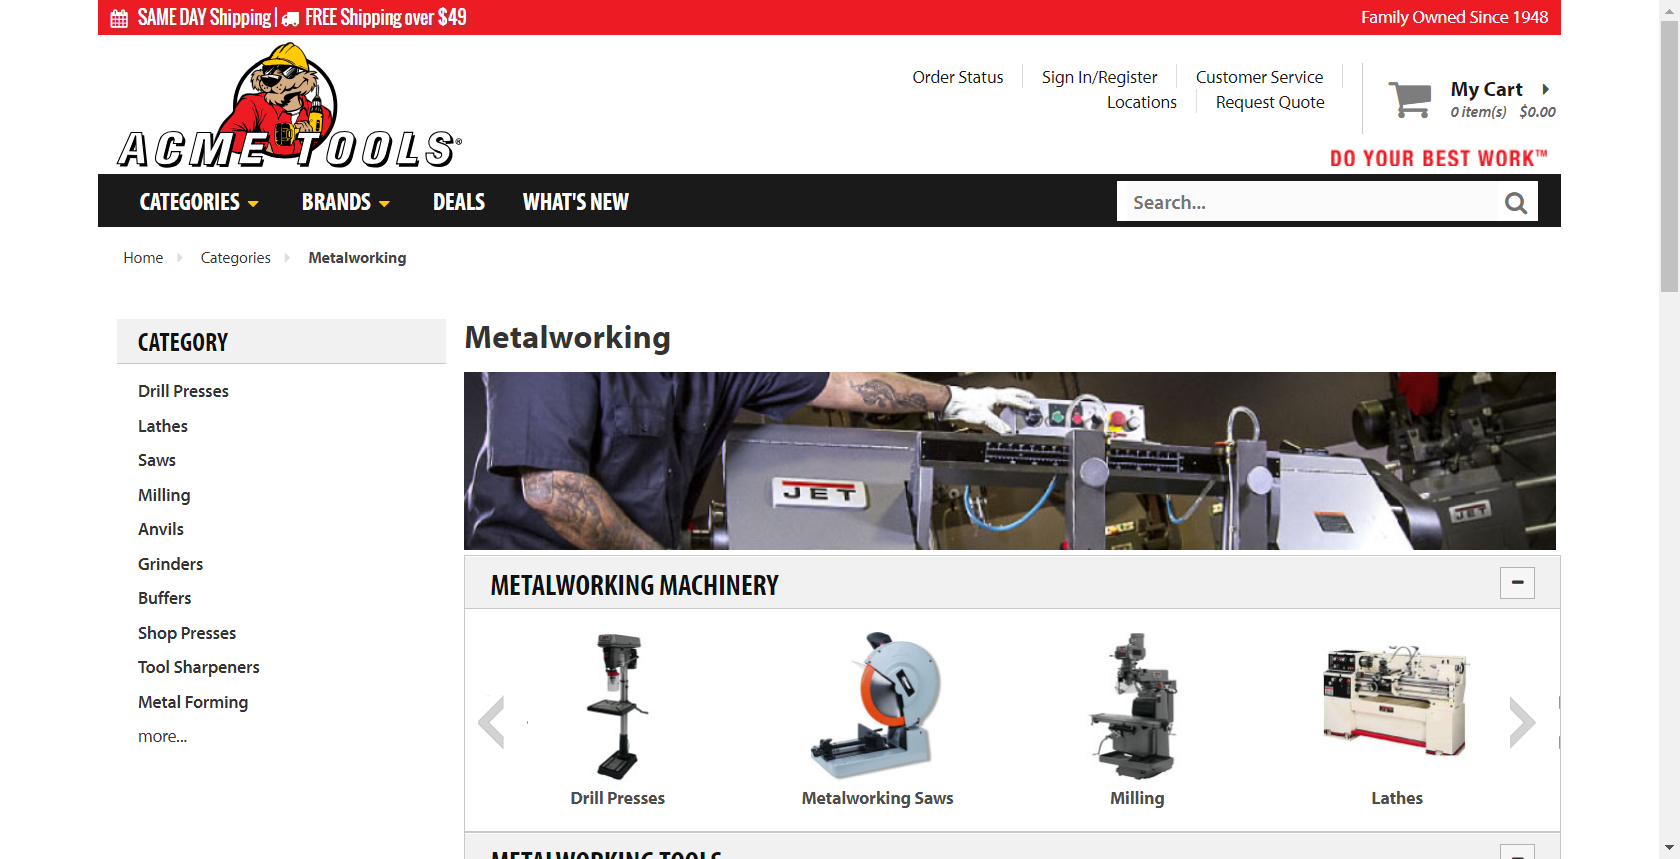 SAME DAY Shipping | FREE Shipping over $49
Family Owned Since 1948
ACME TOOLS®
Order Status
Sign In/Register
Customer Service
Locations
Request Quote
My Cart
0 item(s) $0.00
DO YOUR BEST WORK™
CATEGORIES
BRANDS
DEALS
WHAT'S NEW
Search...
Home
Categories
Metalworking
CATEGORY
Drill Presses
Lathes
Saws
Milling
Anvils
Grinders
Buffers
Shop Presses
Tool Sharpeners
Metal Forming
more...
Metalworking
JET
JET
METALWORKING MACHINERY
Drill Presses
Metalworking Saws
Milling
Lathes
METALWORKING TOOLS